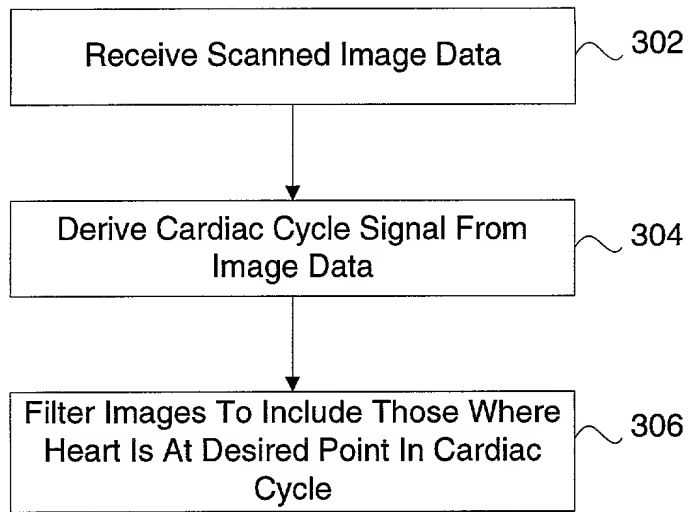 Receive Scanned Image Data
302
Derive Cardiac Cycle Signal From
Image Data
304
Filter Images To Include Those Where
Heart Is At Desired Point In Cardiac
Cycle
306